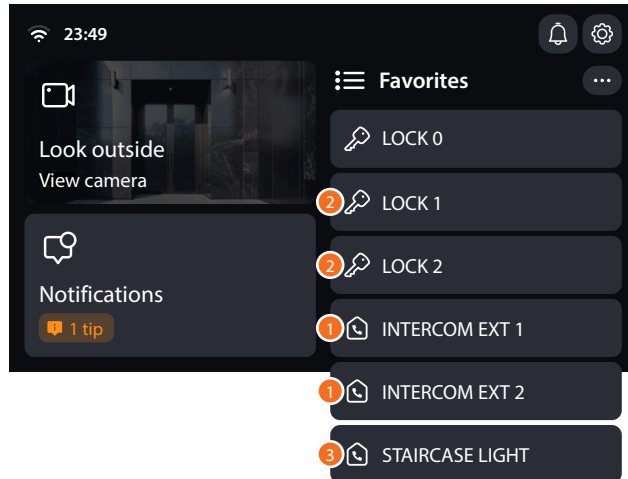 23:49
Look outside
View camera
Notifications
1 tip
Favorites
LOCK 0
2 LOCK 1
2 LOCK 2
1 INTERCOM EXT 1
1 INTERCOM EXT 2
3 STAIRCASE LIGHT